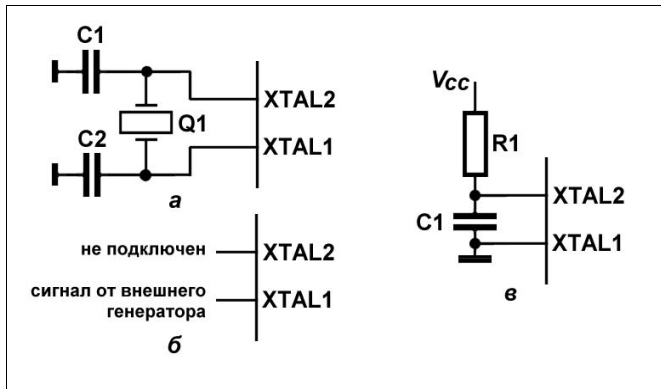 C1
XTAL2
Q1
C2
XTAL1
а
не подключен
XTAL2
сигнал от внешнего
генератора
XTAL1
б
Vcc
R1
XTAL2
C1
XTAL1
в